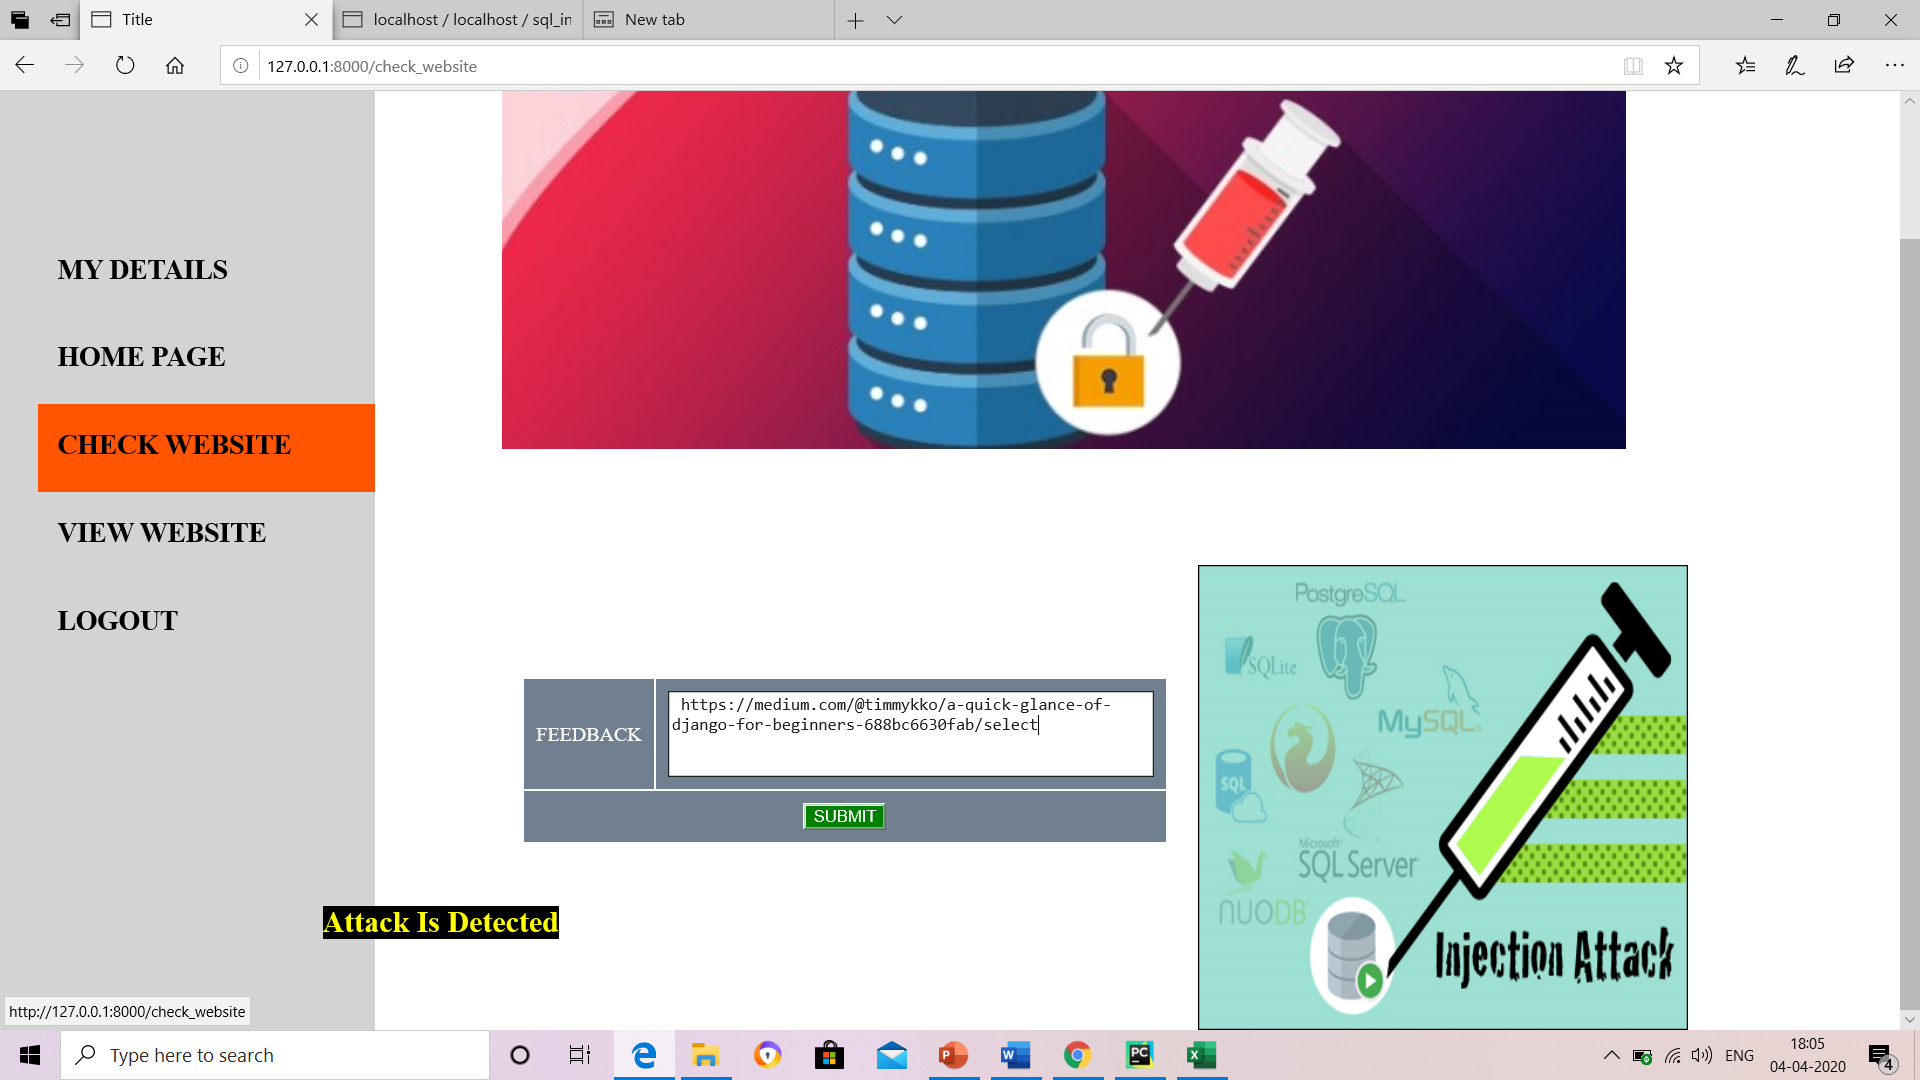 Title
localhost / localhost / sql_in
New tab
127.0.0.1:8000/check_website
MY DETAILS
HOME PAGE
CHECK WEBSITE
VIEW WEBSITE
LOGOUT
FEEDBACK
https://medium.com/@timmykko/a-quick-glance-of-
django-for-beginners-688bc6630fab/select
SUBMIT
Attack Is Detected
PostgreSQL
SQLite
MySQL
SQL
Microsoft
SQL Server
NUODB
Injection Attack
http://127.0.0.1:8000/check_website
Type here to search
P
W
PC
X
ENG
18:05
04-04-2020
4